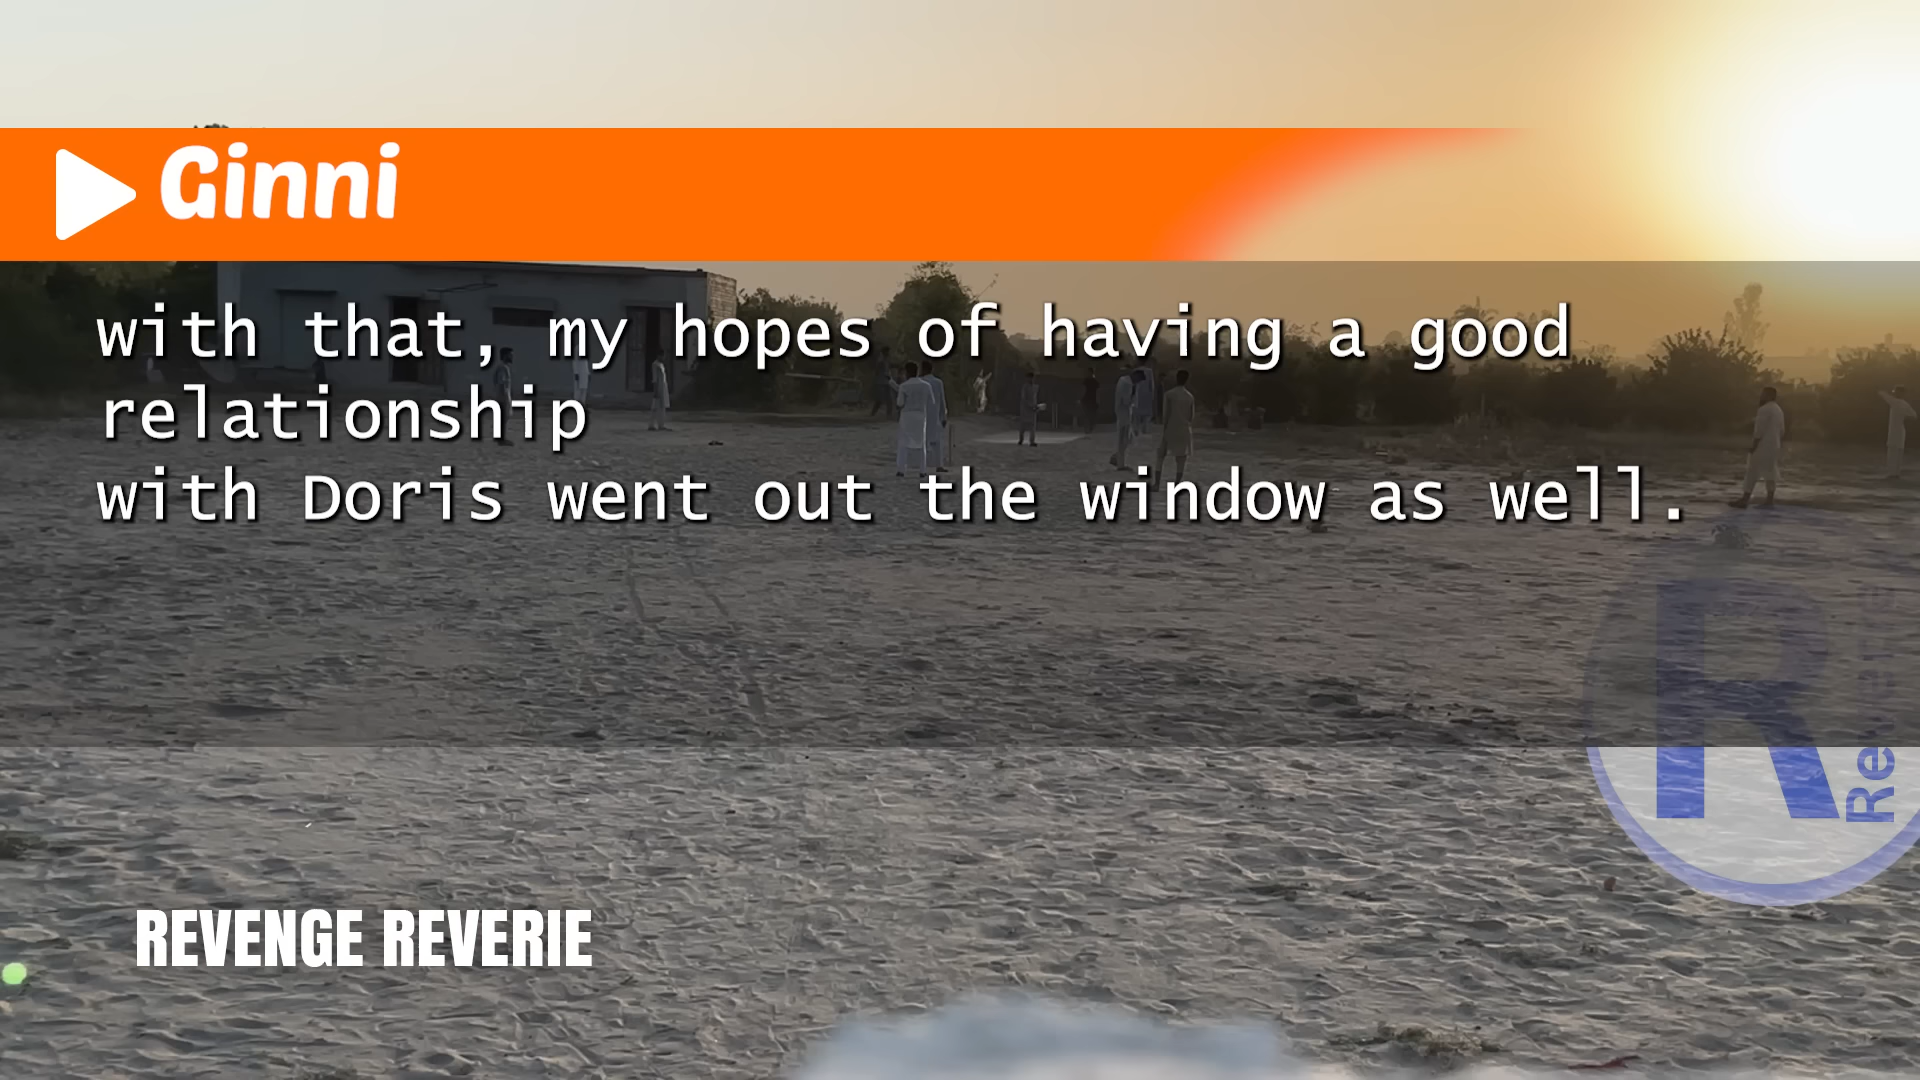 Ginni
with that, my hopes of having a good
relationship
with Doris went out the window as well.
R
REVENGE REVERIE